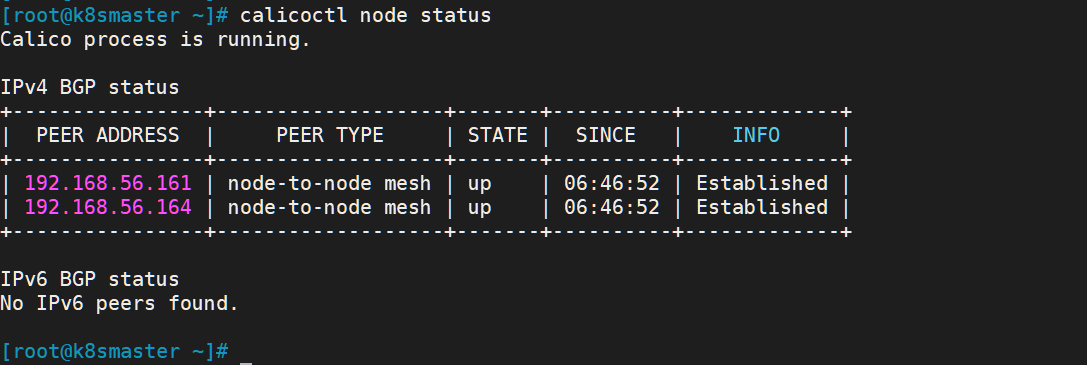 [root@k8smaster ~]# calicoctl node status
Calico process is running.
IPv4 BGP status
+----------------+-------------------+-------+----------+-------------+
|  PEER ADDRESS  |     PEER TYPE     | STATE |  SINCE   |    INFO     |
+----------------+-------------------+-------+----------+-------------+
| 192.168.56.161 | node-to-node mesh | up    | 06:46:52 | Established |
| 192.168.56.164 | node-to-node mesh | up    | 06:46:52 | Established |
+----------------+-------------------+-------+----------+-------------+
IPv6 BGP status
No IPv6 peers found.
[root@k8smaster ~]#